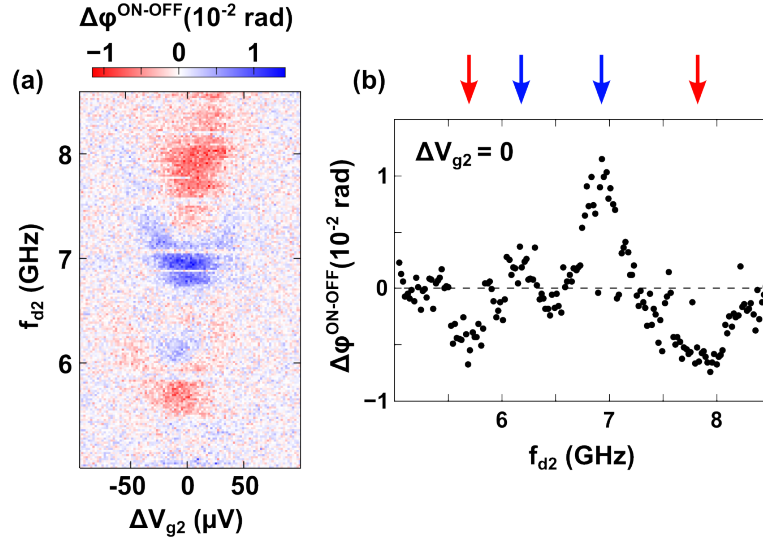 Δφ^ON-OFF(10^-2 rad)
−1 0 1
(a)
8
7
6
f_d2 (GHz)
-50 0 50
ΔV_g2 (μV)
(b)
ΔV_g2 = 0
1
0
−1
Δφ^ON-OFF(10^-2 rad)
6 7 8
f_d2 (GHz)